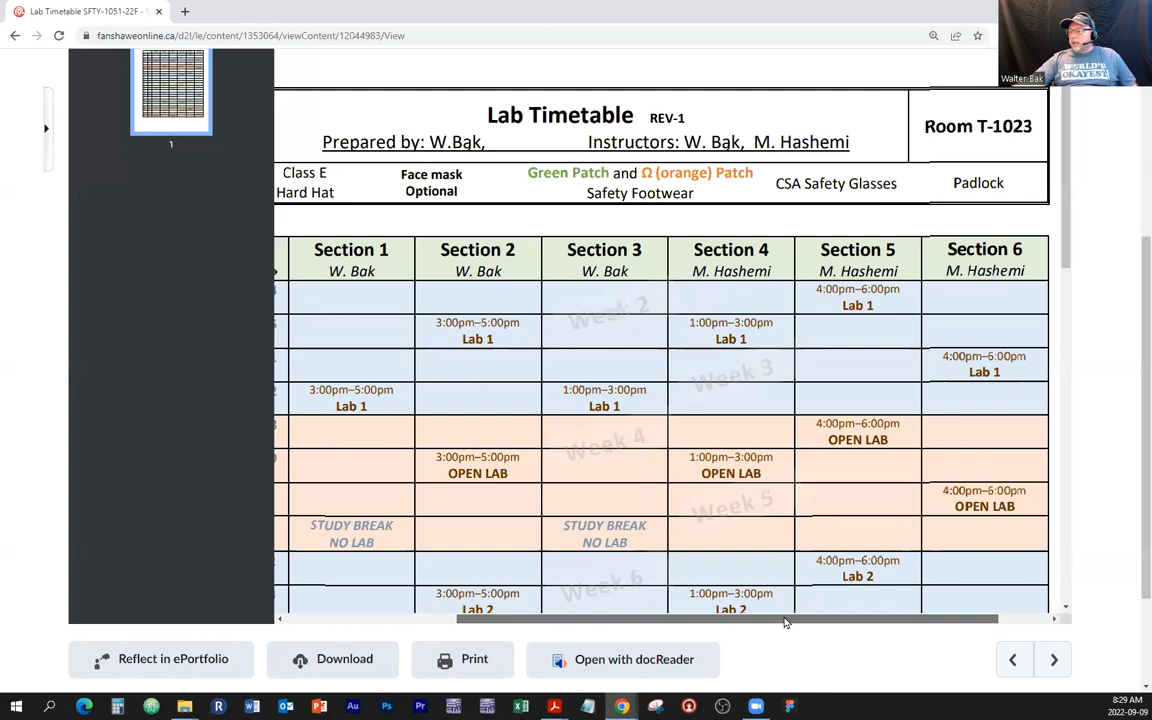 Lab Timetable SFTY-1051-22F - S
fanshaweonline.ca/d2l/le/content/1353064/viewContent/12044983/View
WORLD'S
OKAYEST
Walter Bak
1
Lab Timetable REV-1
Prepared by: W.Bak, Instructors: W. Bak, M. Hashemi
Room T-1023
Class E
Hard Hat
Face mask
Optional
Green Patch and Ω (orange) Patch
Safety Footwear
CSA Safety Glasses
Padlock
Section 1 Section 2 Section 3 Section 4 Section 5 Section 6
W. Bak W. Bak W. Bak M. Hashemi M. Hashemi M. Hashemi
4:00pm–6:00pm
Lab 1
Week 2
3:00pm–5:00pm 1:00pm–3:00pm
Lab 1 Lab 1
4:00pm–6:00pm
Lab 1
Week 3
3:00pm–5:00pm 1:00pm–3:00pm
Lab 1 Lab 1
4:00pm–6:00pm
OPEN LAB
Week 4
3:00pm–5:00pm 1:00pm–3:00pm
OPEN LAB OPEN LAB
4:00pm–6:00pm
OPEN LAB
Week 5
STUDY BREAK STUDY BREAK
NO LAB NO LAB
4:00pm–6:00pm
Lab 2
Week 6
3:00pm–5:00pm 1:00pm–3:00pm
Lab 2 Lab 2
Reflect in ePortfolio Download Print Open with docReader
8:29 AM
2022-09-09